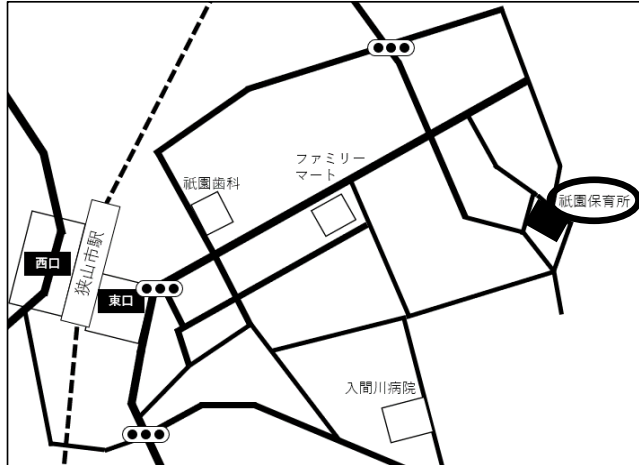 ファミリー
マート
祇園歯科
祇園保育所
西口
狭山市駅
東口
入間川病院